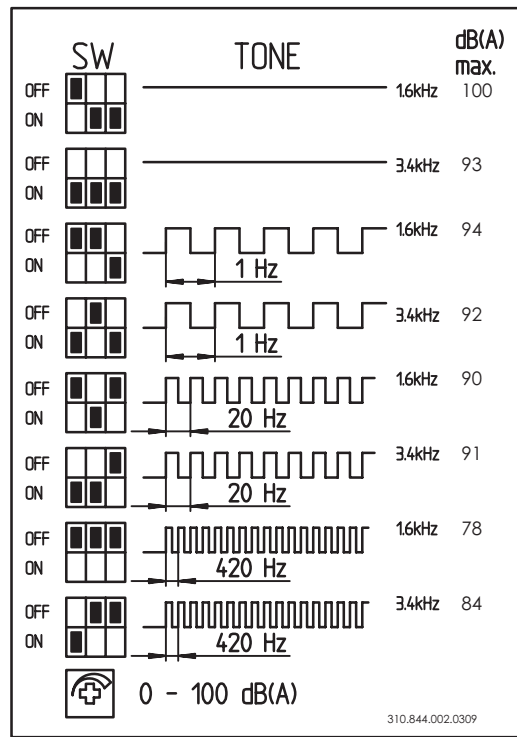 SW TONE dB(A) max.
OFF 1.6kHz 100
ON
OFF 3.4kHz 93
ON
OFF 1.6kHz 94
ON 1 Hz
OFF 3.4kHz 92
ON 1 Hz
OFF 1.6kHz 90
ON 20 Hz
OFF 3.4kHz 91
ON 20 Hz
OFF 1.6kHz 78
ON 420 Hz
OFF 3.4kHz 84
ON 420 Hz
0 - 100 dB(A)
310.844.002.0309